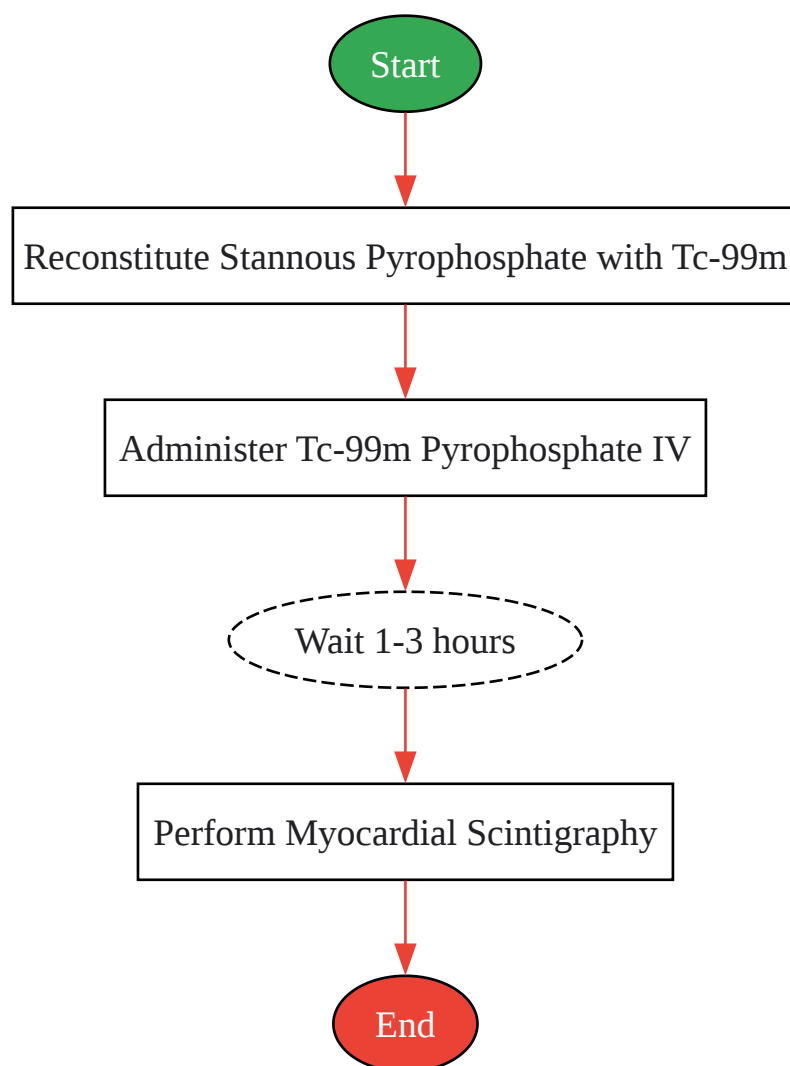 Start
Reconstitute Stannous Pyrophosphate with Tc-99m
Administer Tc-99m Pyrophosphate IV
Wait 1-3 hours
Perform Myocardial Scintigraphy
End